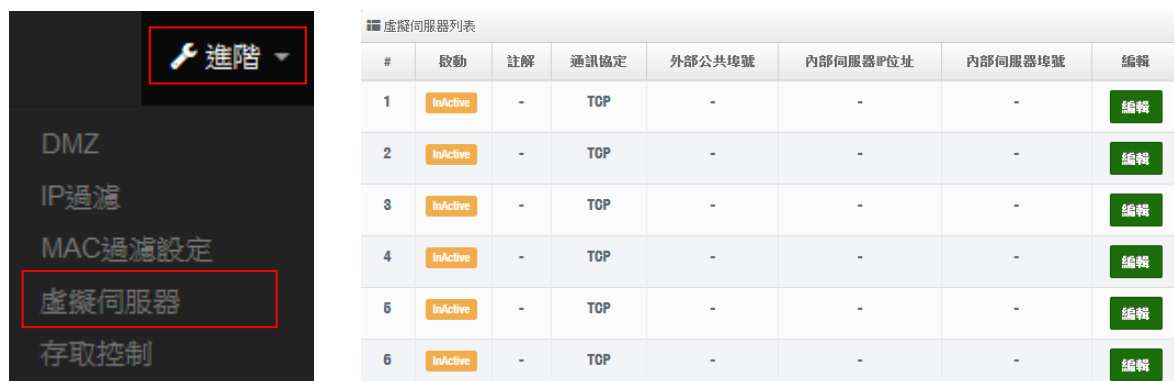 進階
DMZ
IP過濾
MAC過濾設定
虛擬伺服器
存取控制
虛擬伺服器列表
# 啟動 註解 通訊協定 外部公共埠號 內部伺服器IP位址 內部伺服器埠號 編輯
1 InActive - TCP - - - 編輯
2 InActive - TCP - - - 編輯
3 InActive - TCP - - - 編輯
4 InActive - TCP - - - 編輯
5 InActive - TCP - - - 編輯
6 InActive - TCP - - - 編輯